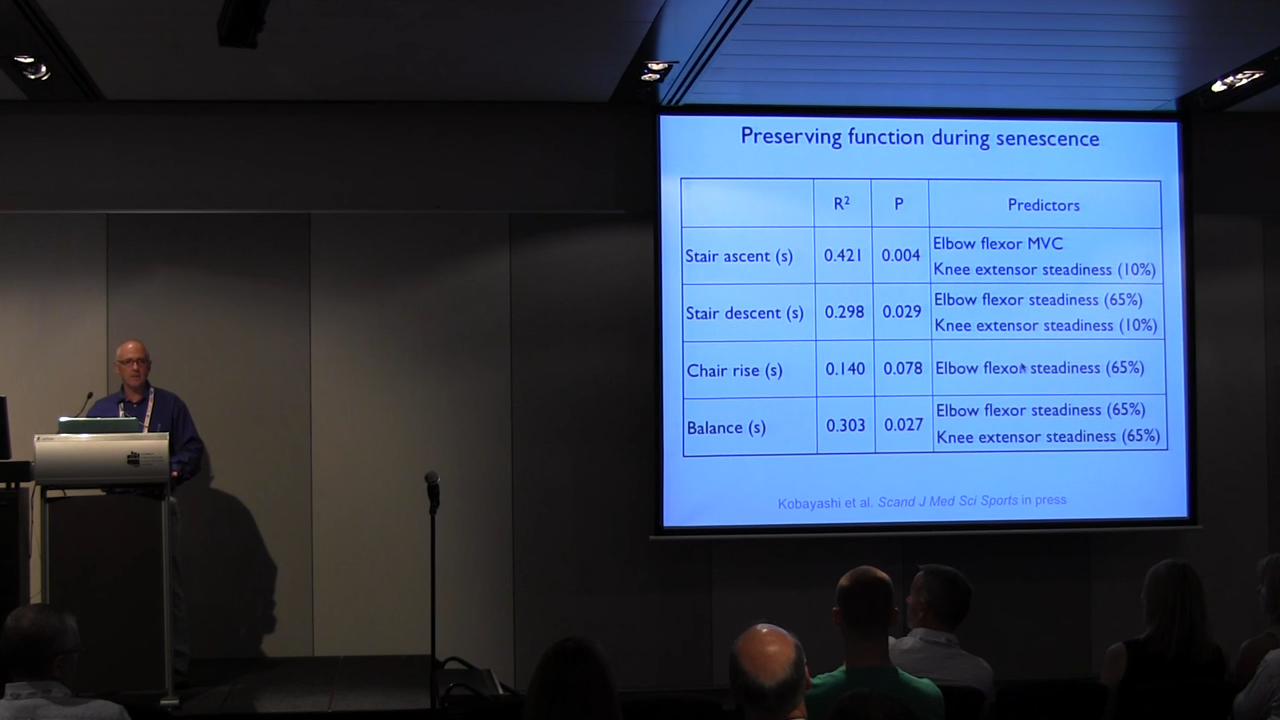 Preserving function during senescence
R² P Predictors
Stair ascent (s) 0.421 0.004 Elbow flexor MVC
Knee extensor steadiness (10%)
Stair descent (s) 0.298 0.029 Elbow flexor steadiness (65%)
Knee extensor steadiness (10%)
Chair rise (s) 0.140 0.078 Elbow flexor steadiness (65%)
Balance (s) 0.303 0.027 Elbow flexor steadiness (65%)
Knee extensor steadiness (65%)
Kobayashi et al. Scand J Med Sci Sports in press